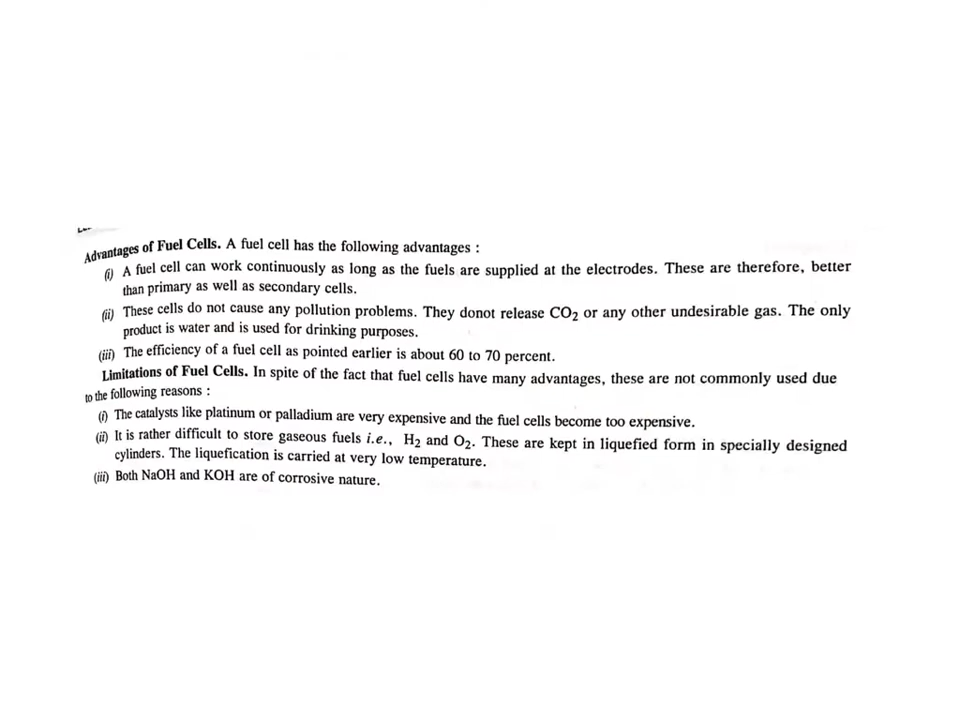 Advantages of Fuel Cells. A fuel cell has the following advantages :
(i) A fuel cell can work continuously as long as the fuels are supplied at the electrodes. These are therefore, better
than primary as well as secondary cells.
(ii) These cells do not cause any pollution problems. They donot release CO₂ or any other undesirable gas. The only
product is water and is used for drinking purposes.
(iii) The efficiency of a fuel cell as pointed earlier is about 60 to 70 percent.
Limitations of Fuel Cells. In spite of the fact that fuel cells have many advantages, these are not commonly used due
to the following reasons :
(i) The catalysts like platinum or palladium are very expensive and the fuel cells become too expensive.
(ii) It is rather difficult to store gaseous fuels i.e., H₂ and O₂. These are kept in liquefied form in specially designed
cylinders. The liquefication is carried at very low temperature.
(iii) Both NaOH and KOH are of corrosive nature.